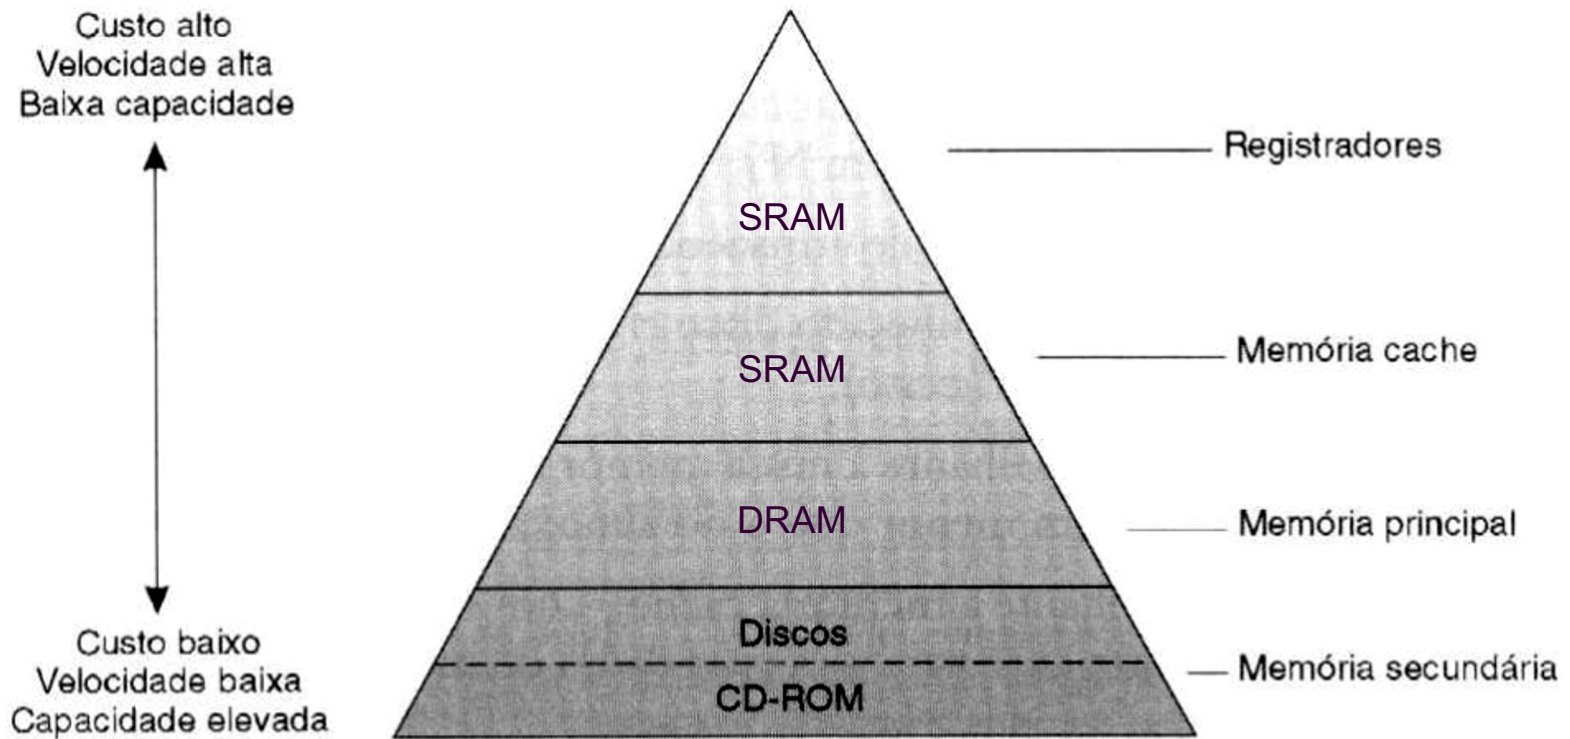 Custo alto
Velocidade alta
Baixa capacidade
Registradores
SRAM
SRAM
Memória cache
DRAM
Memória principal
Discos
CD-ROM
Memória secundária
Custo baixo
Velocidade baixa
Capacidade elevada